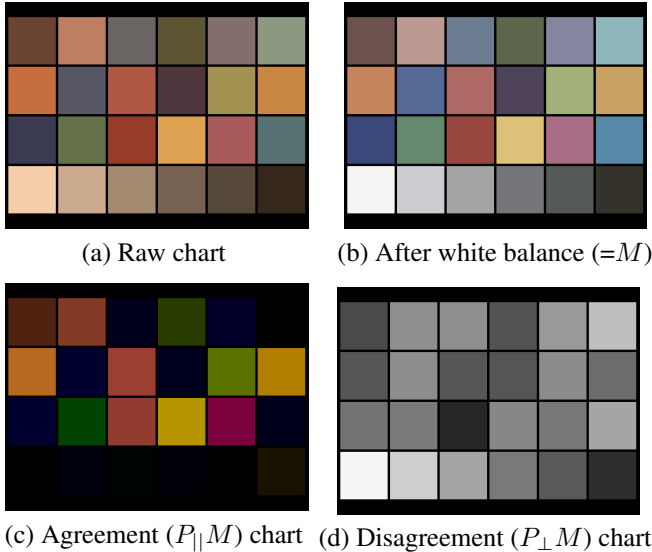 (a) Raw chart
(b) After white balance (=M)
(c) Agreement (P||M) chart
(d) Disagreement (P⊥M) chart